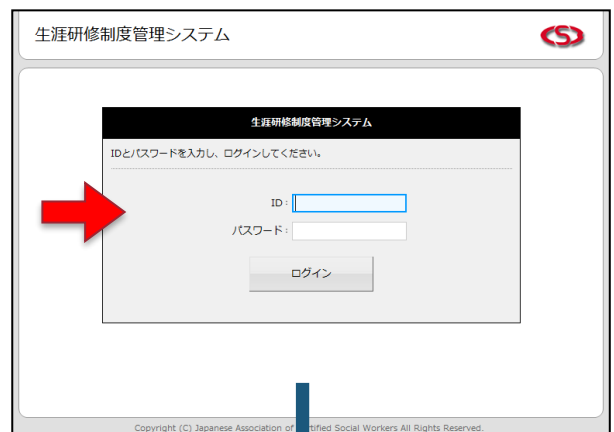 生涯研修制度管理システム
生涯研修制度管理システム
IDとパスワードを入力し、ログインしてください。
ID：
パスワード：
ログイン
Copyright (C) Japanese Association of tified Social Workers All Rights Reserved.